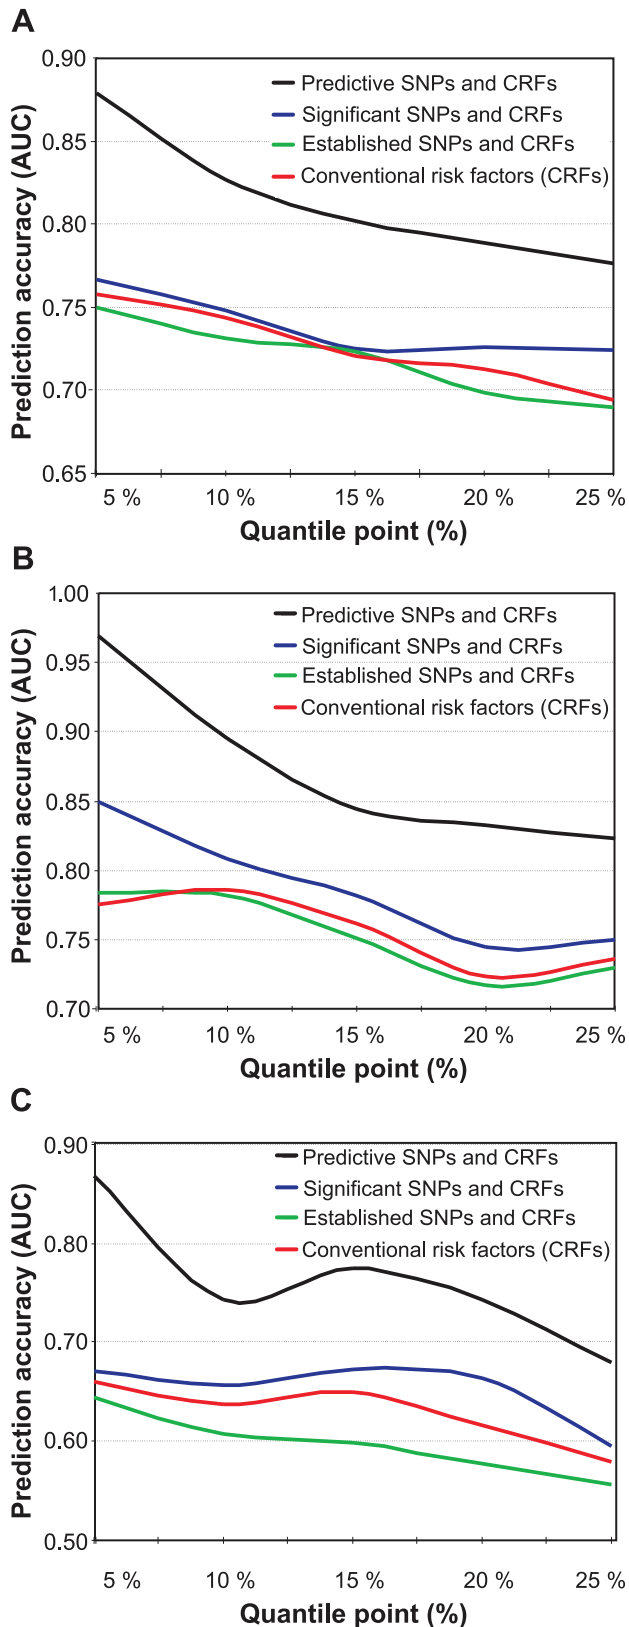 A
0.90
0.85
0.80
0.75
0.70
0.65
Prediction accuracy (AUC)
Predictive SNPs and CRFs
Significant SNPs and CRFs
Established SNPs and CRFs
Conventional risk factors (CRFs)
5 % 10 % 15 % 20 % 25 %
Quantile point (%)
B
1.00
0.95
0.90
0.85
0.80
0.75
0.70
Prediction accuracy (AUC)
Predictive SNPs and CRFs
Significant SNPs and CRFs
Established SNPs and CRFs
Conventional risk factors (CRFs)
5 % 10 % 15 % 20 % 25 %
Quantile point (%)
C
0.90
0.80
0.70
0.60
0.50
Prediction accuracy (AUC)
Predictive SNPs and CRFs
Significant SNPs and CRFs
Established SNPs and CRFs
Conventional risk factors (CRFs)
5 % 10 % 15 % 20 % 25 %
Quantile point (%)